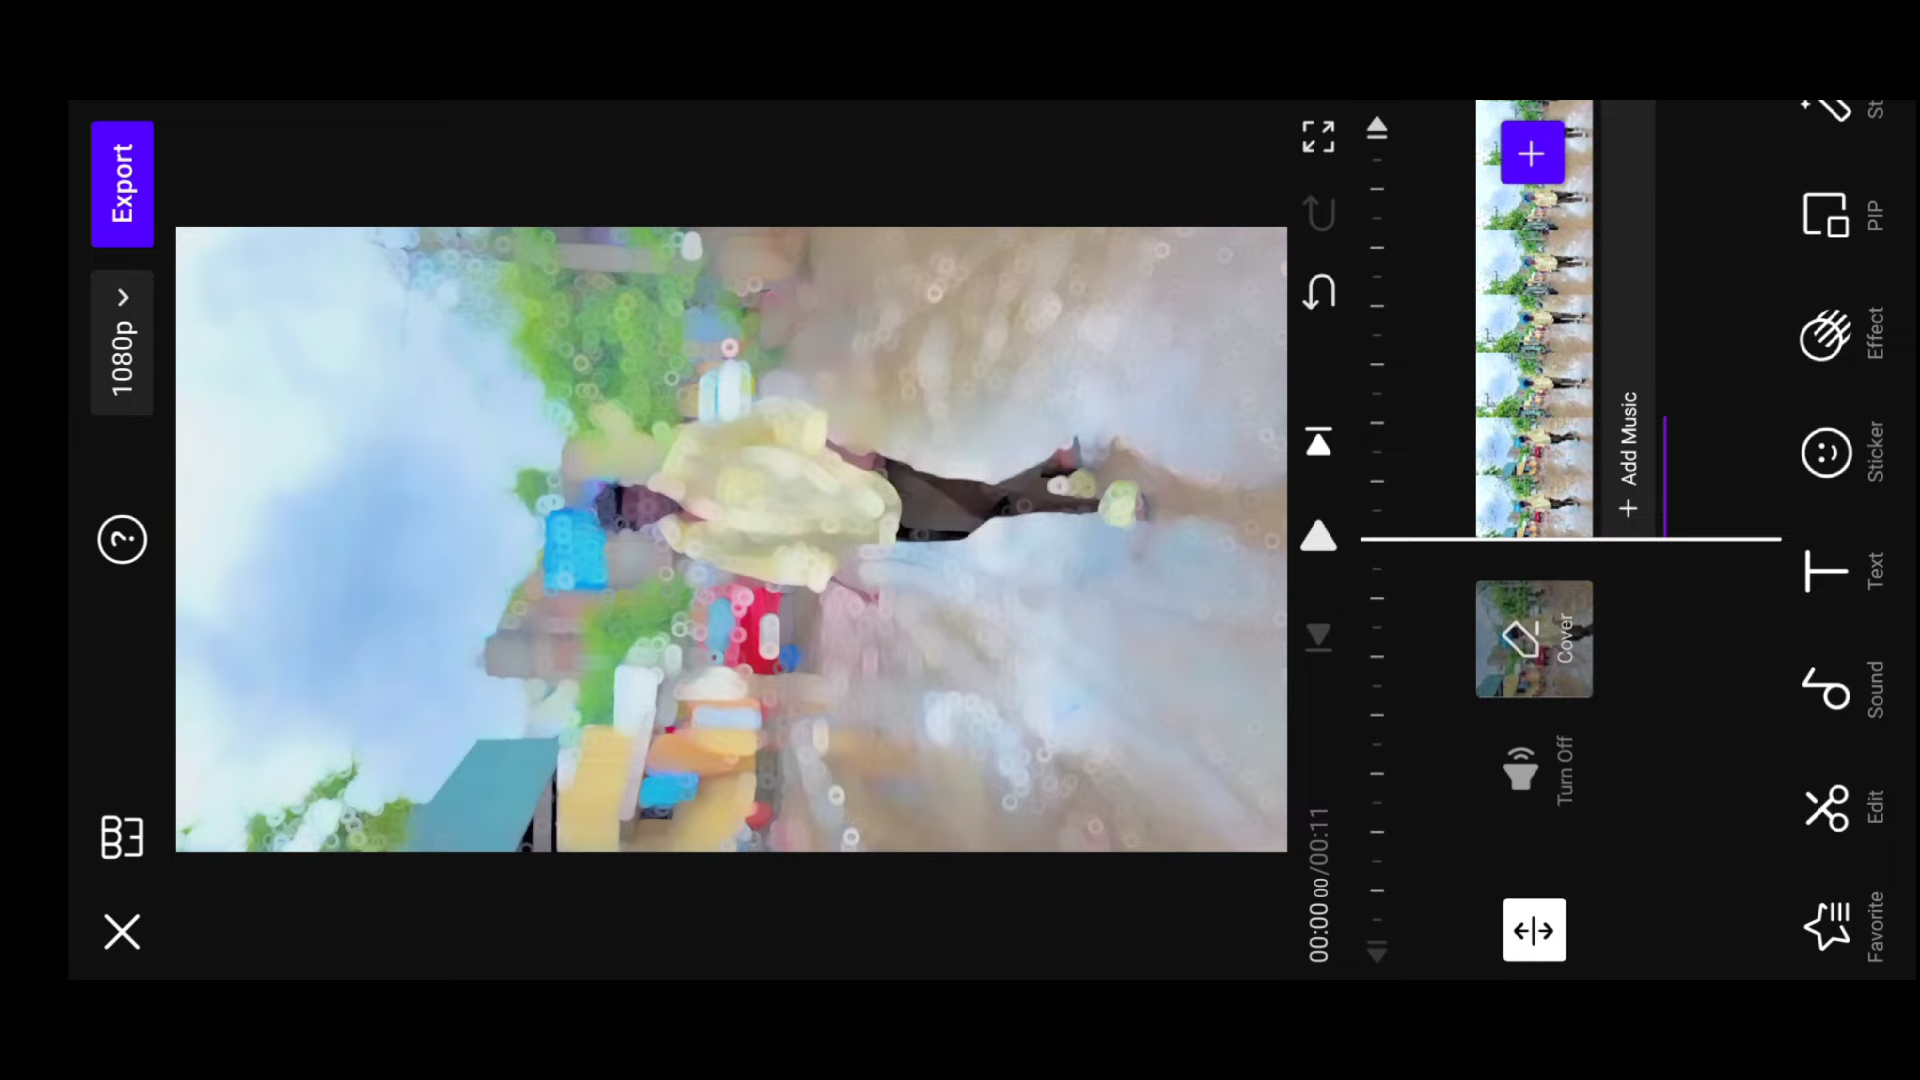 1080p
Export
00:00 00/00:11
Turn Off
Cover
+ Add Music
Favorite
Edit
Sound
Text
Sticker
Effect
PIP
St